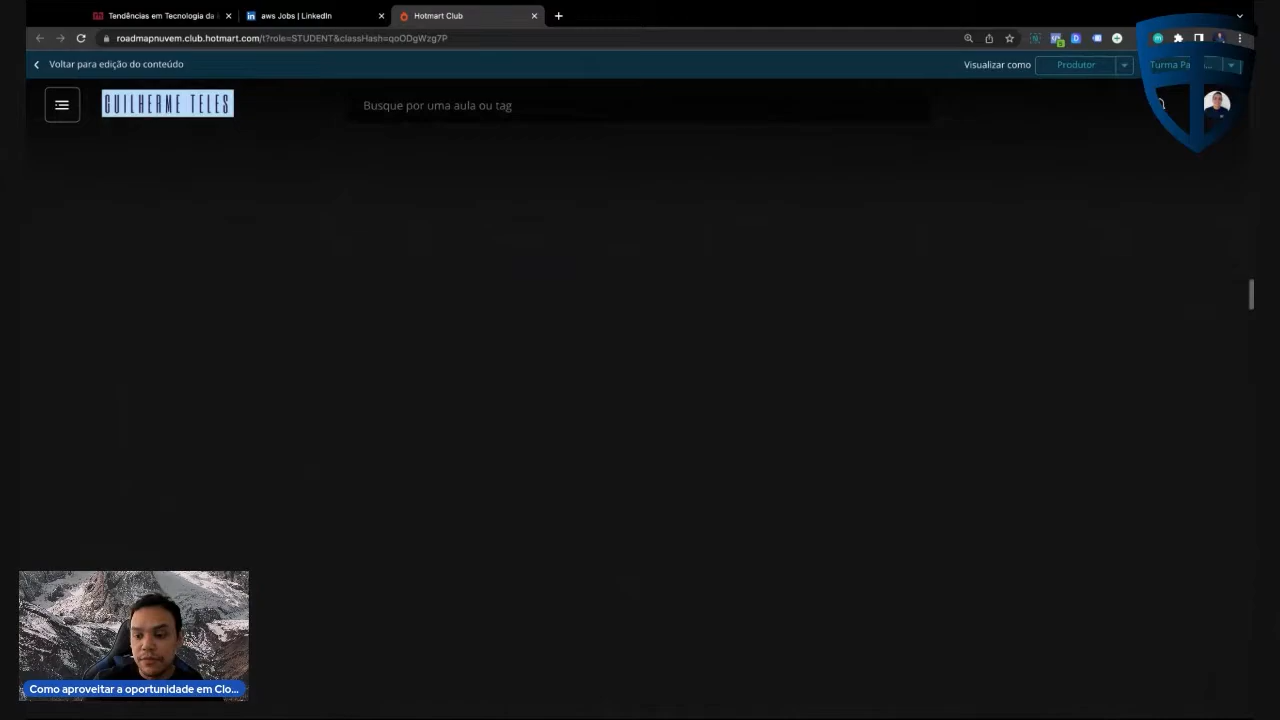 Tendências em Tecnologia da
aws Jobs | LinkedIn
Hotmart Club
roadmapnuvem.club.hotmart.com/t?role=STUDENT&classHash=qoODgWzg7P
Voltar para edição do conteúdo
Visualizar como
Produtor
Turma Pa
GUILHERME TELES
Busque por uma aula ou tag
Como aproveitar a oportunidade em Clo...